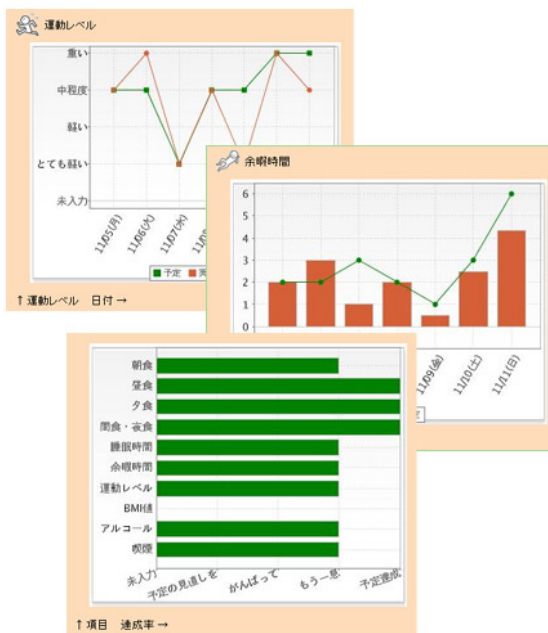 運動レベル
重い
中程度
軽い
とても軽い
未入力
11/05(月)
11/06(火)
11/07(水)
予定
↑運動レベル 日付→
余暇時間
6
5
4
3
2
1
0
11/09(金)
11/10(土)
11/11(日)
朝食
昼食
夕食
間食・夜食
睡眠時間
余暇時間
運動レベル
BMI値
アルコール
喫煙
未入力
予定の見直しを
がんばって
もう一息
予定達成
↑項目 達成率→